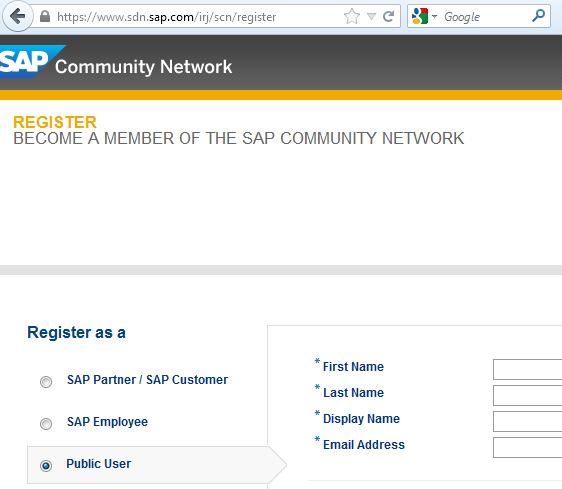 https://www.sdn.sap.com/irj/scn/register
Google
SAP Community Network
REGISTER
BECOME A MEMBER OF THE SAP COMMUNITY NETWORK
Register as a
SAP Partner / SAP Customer
SAP Employee
Public User
* First Name
* Last Name
* Display Name
* Email Address